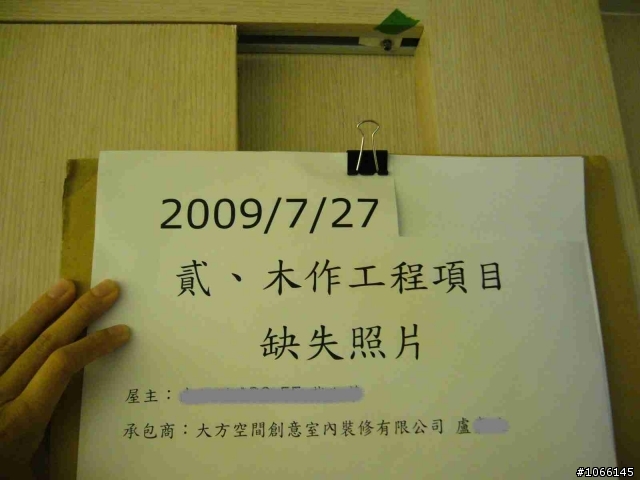 2009/7/27
貳、木作工程項目
缺失照片
屋主：
承包商：大方空間創意室內裝修有限公司 盧
#1066145